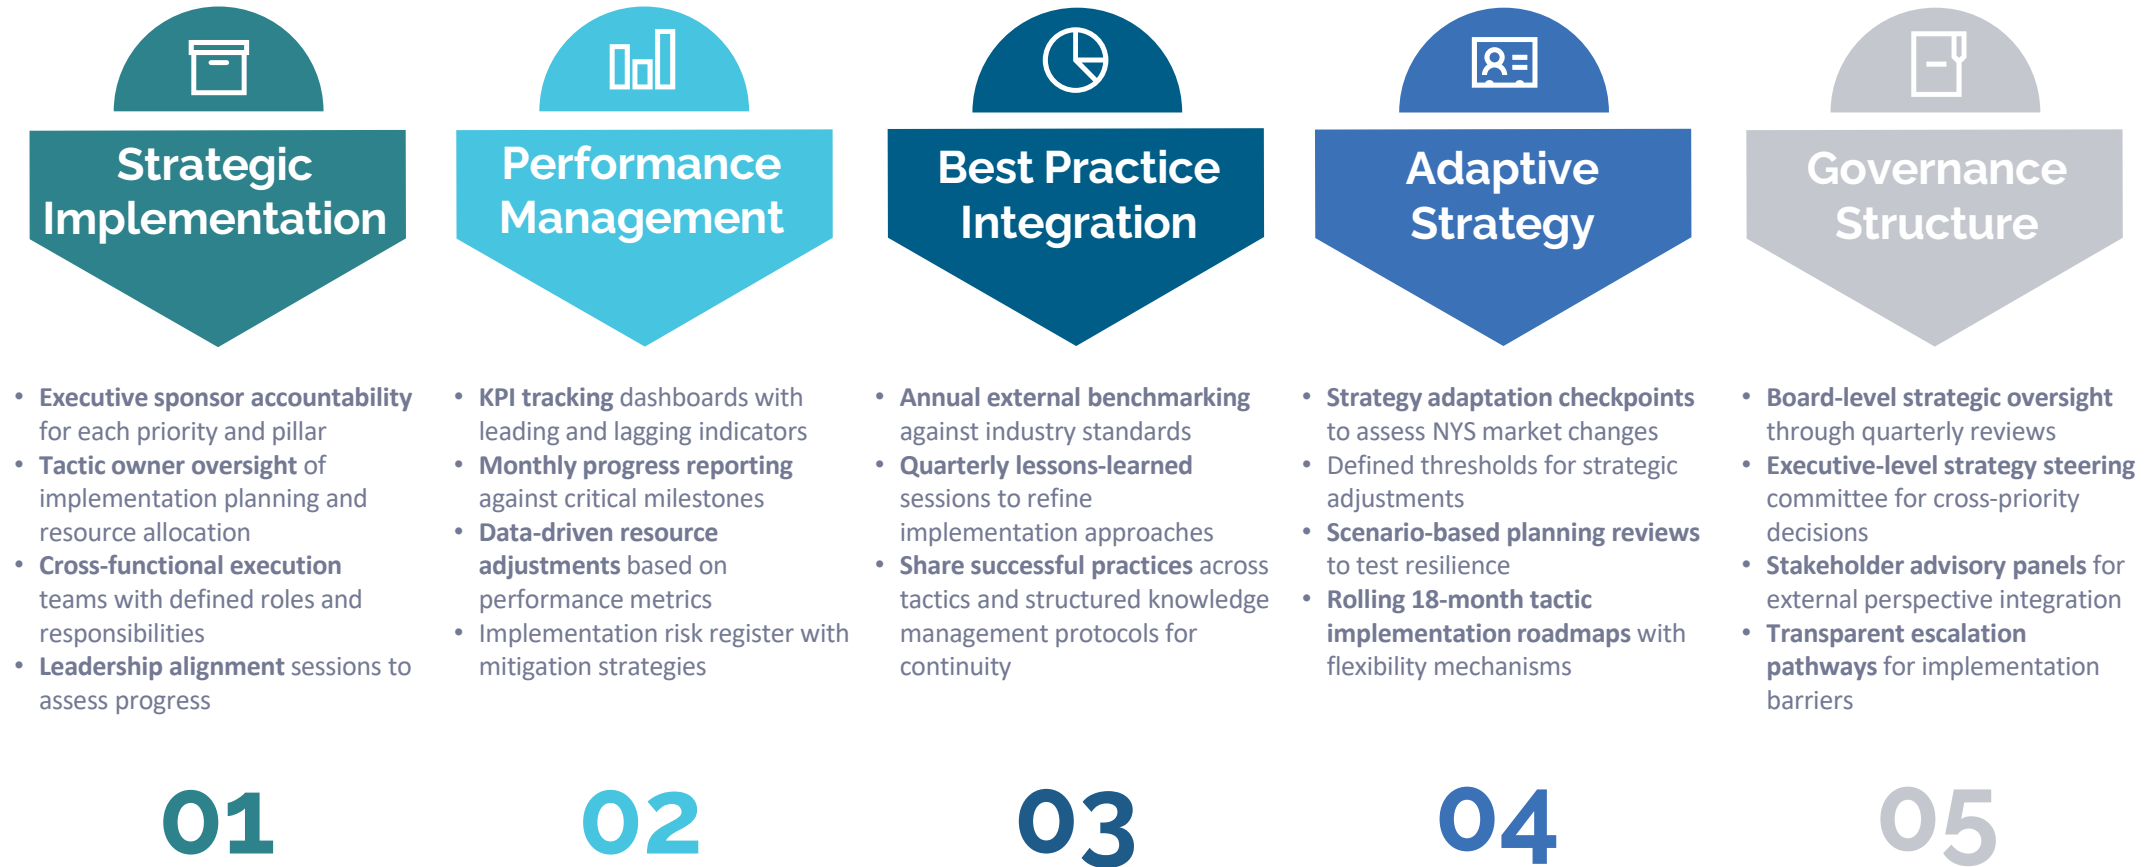 Strategic
Implementation
• Executive sponsor accountability
for each priority and pillar
• Tactic owner oversight of
implementation planning and
resource allocation
• Cross-functional execution
teams with defined roles and
responsibilities
• Leadership alignment sessions to
assess progress
01
Performance
Management
• KPI tracking dashboards with
leading and lagging indicators
• Monthly progress reporting
against critical milestones
• Data-driven resource
adjustments based on
performance metrics
• Implementation risk register with
mitigation strategies
02
Best Practice
Integration
• Annual external benchmarking
against industry standards
• Quarterly lessons-learned
sessions to refine
implementation approaches
• Share successful practices across
tactics and structured knowledge
management protocols for
continuity
03
Adaptive
Strategy
• Strategy adaptation checkpoints
to assess NYS market changes
• Defined thresholds for strategic
adjustments
• Scenario-based planning reviews
to test resilience
• Rolling 18-month tactic
implementation roadmaps with
flexibility mechanisms
04
Governance
Structure
• Board-level strategic oversight
through quarterly reviews
• Executive-level strategy steering
committee for cross-priority
decisions
• Stakeholder advisory panels for
external perspective integration
• Transparent escalation
pathways for implementation
barriers
05